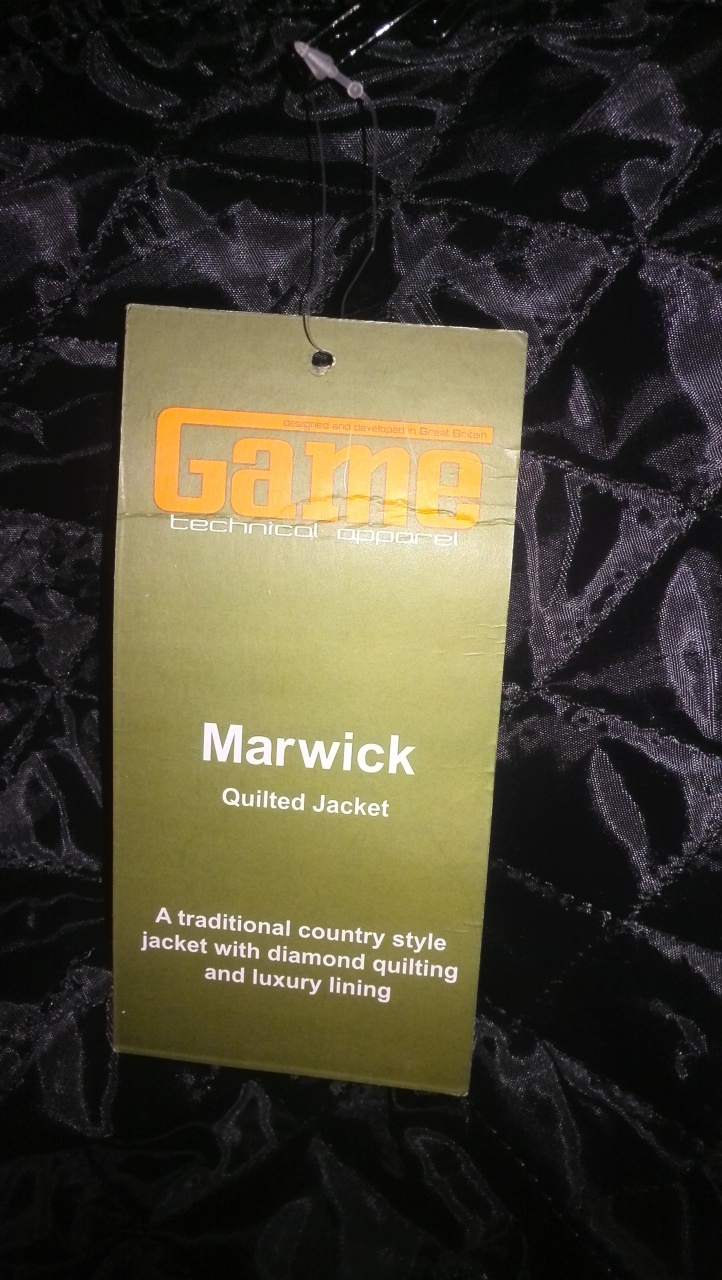 designed and developed in Great Britain
Game
technical apparel
Marwick
Quilted Jacket
A traditional country style
jacket with diamond quilting
and luxury lining